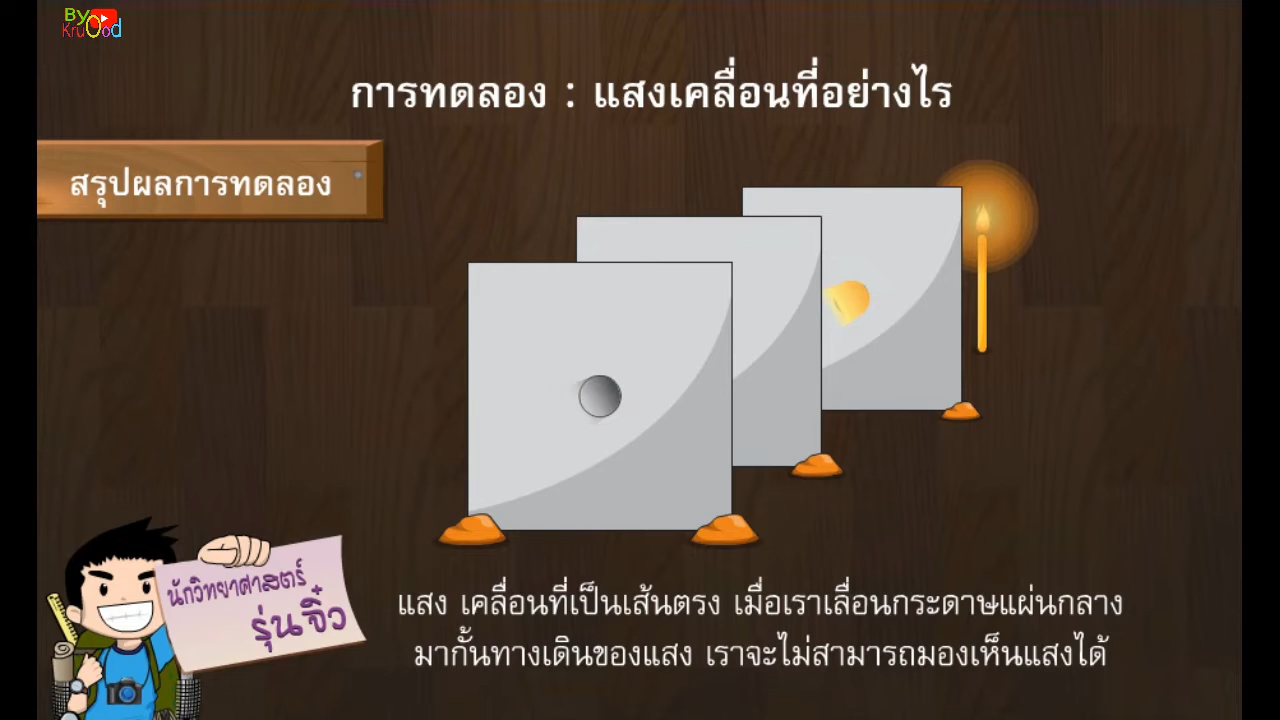 By
KruOod
การทดลอง : แสงเคลื่อนที่อย่างไร
สรุปผลการทดลอง
นักวิทยาศาสตร์
รุ่นจิ๋ว
แสง เคลื่อนที่เป็นเส้นตรง เมื่อเราเลื่อนกระดาษแผ่นกลาง
มากั้นทางเดินของแสง เราจะไม่สามารถมองเห็นแสงได้